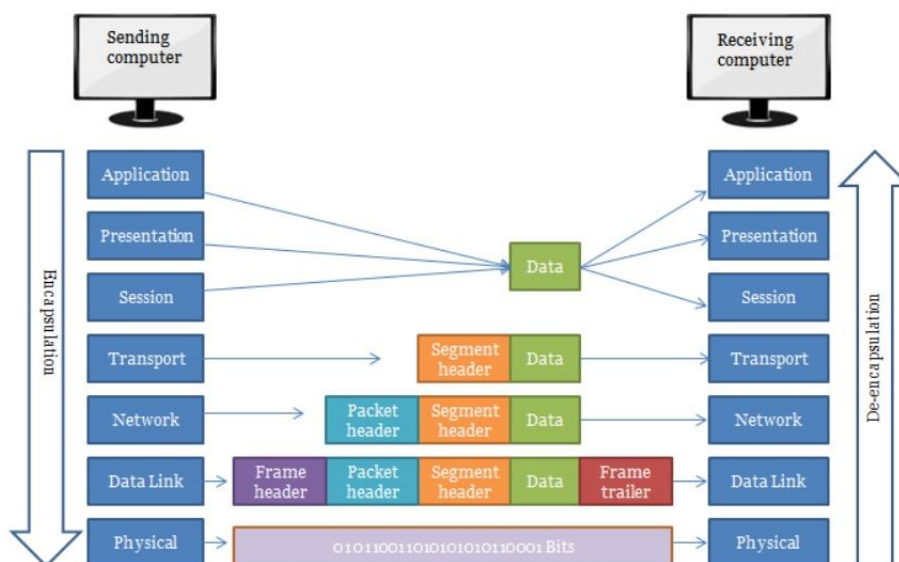 Sending
computer
Receiving
computer
Application
Application
Presentation
Presentation
Data
Session
Session
Encapsulation
De-encapsulation
Transport
Segment
header
Data
Transport
Network
Packet
header
Segment
header
Data
Network
Data Link
Frame
header
Packet
header
Segment
header
Data
Frame
trailer
Data Link
Physical
0101100110101010110001 Bits
Physical